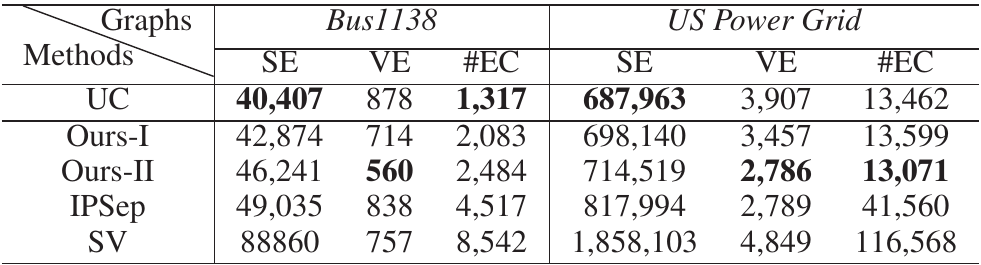 Graphs Bus1138 US Power Grid
Methods SE VE #EC SE VE #EC
UC 40,407 878 1,317 687,963 3,907 13,462
Ours-I 42,874 714 2,083 698,140 3,457 13,599
Ours-II 46,241 560 2,484 714,519 2,786 13,071
IPSep 49,035 838 4,517 817,994 2,789 41,560
SV 88860 757 8,542 1,858,103 4,849 116,568